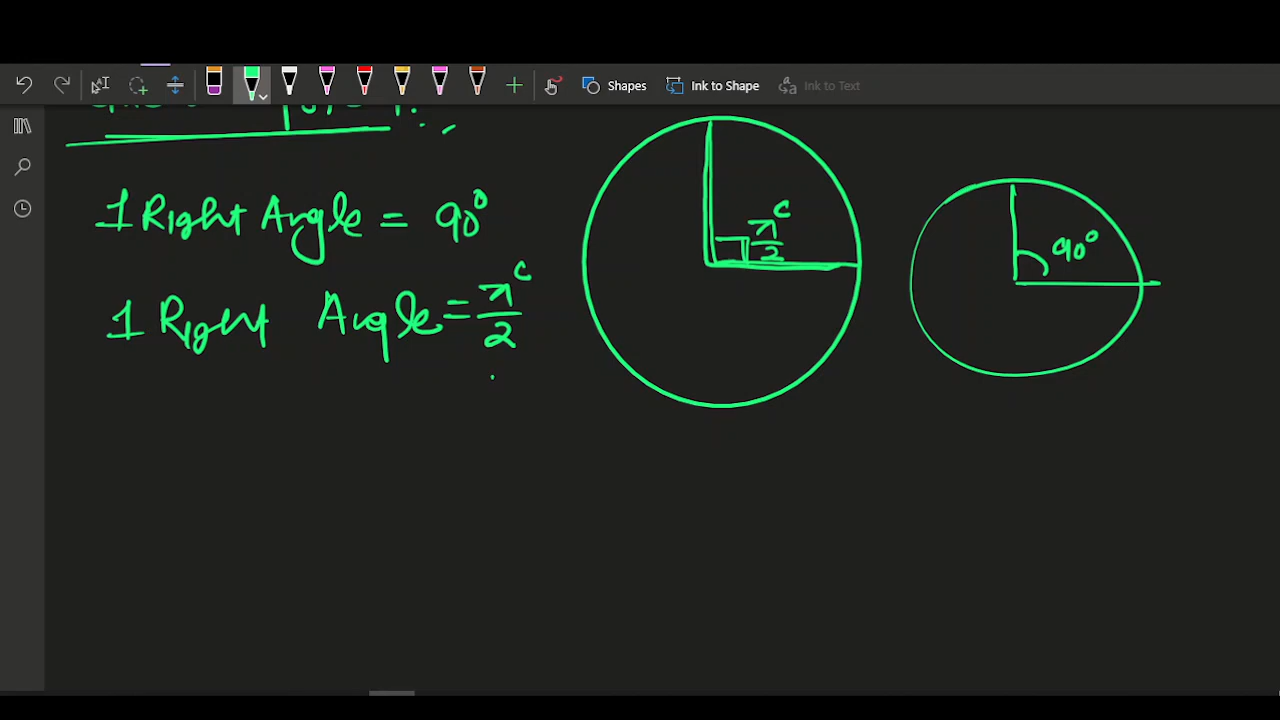 Shapes
Ink to Shape
Ink to Text
1 Right Angle = 90°
1 Right Angle = π^c/2
π^c/2
90°